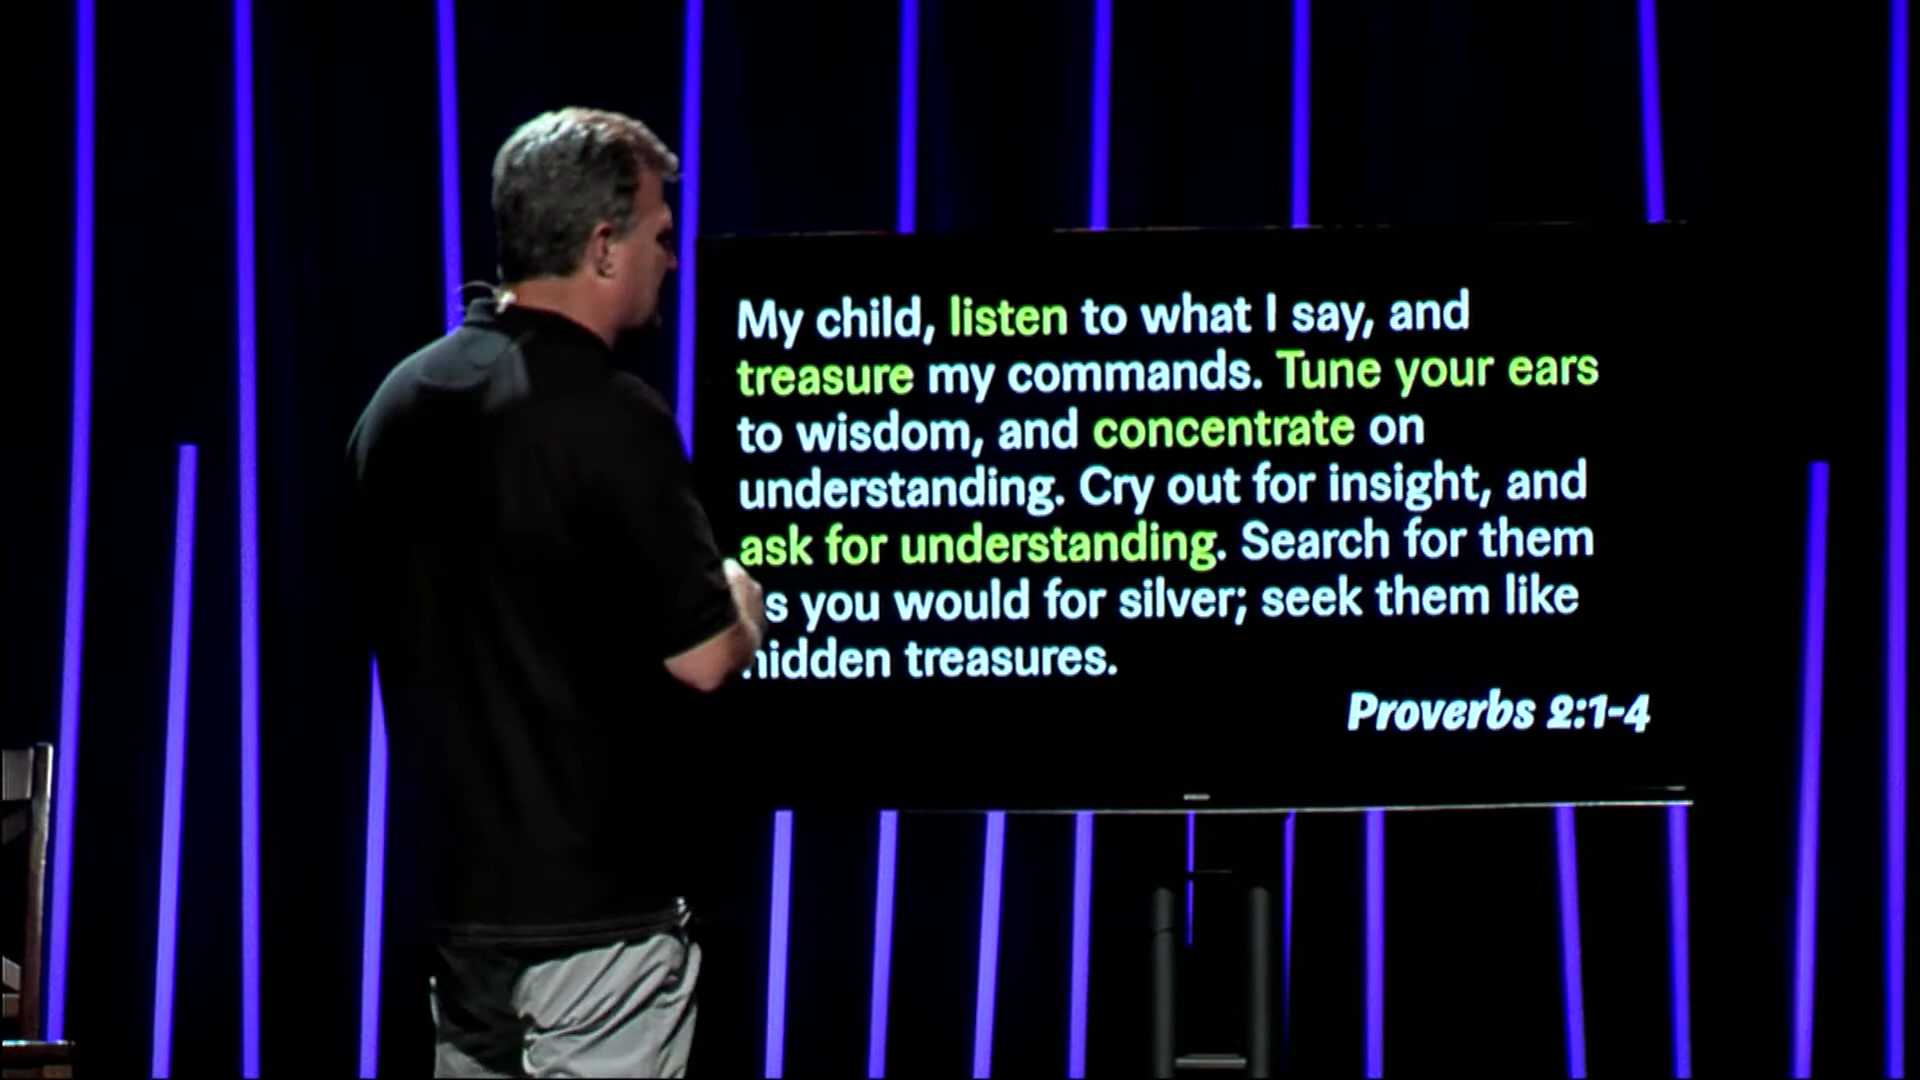 My child, listen to what I say, and
treasure my commands. Tune your ears
to wisdom, and concentrate on
understanding. Cry out for insight, and
ask for understanding. Search for them
you would for silver; seek them like
treasures.
Proverbs 2:1-4